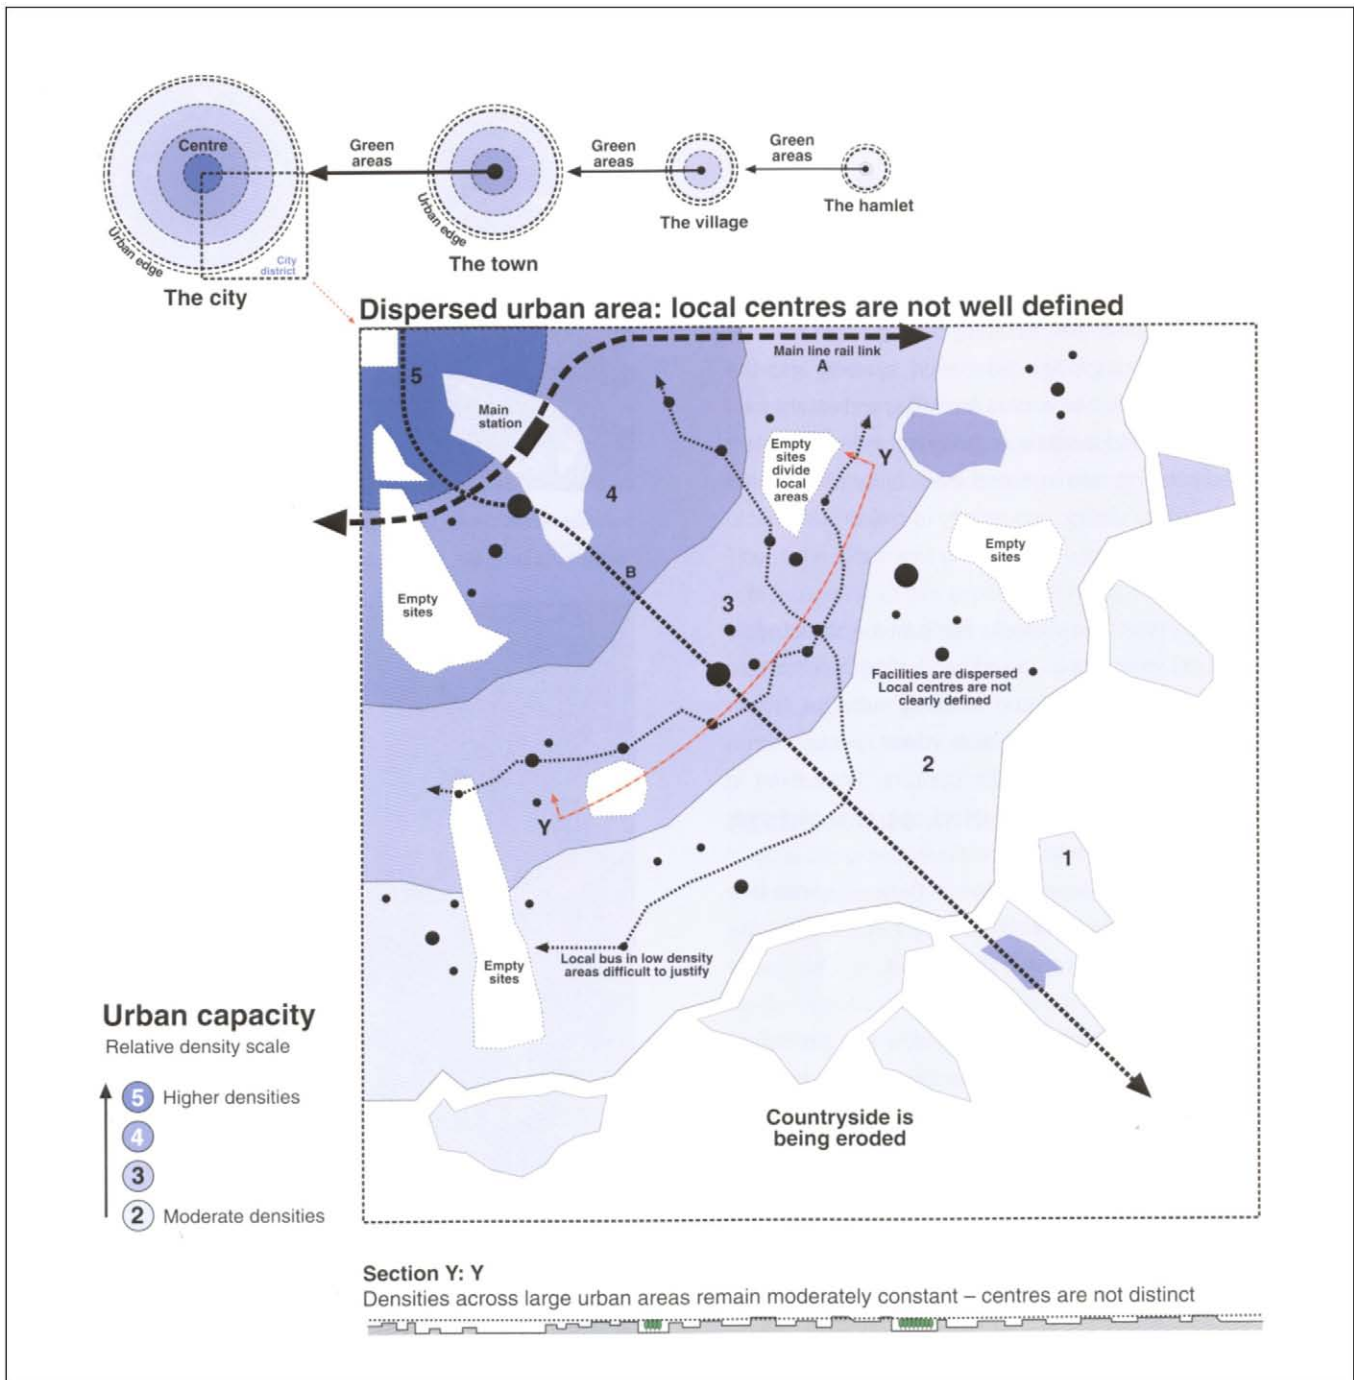 Centre
Green
areas
Green
areas
Green
areas
Urban edge
City
district
The city
Urban edge
The town
The village
The hamlet
Dispersed urban area: local centres are not well defined
5
Main
station
4
Main line rail link
A
Empty
sites
divide
local
areas
Y
Empty
sites
B
3
Empty
sites
Facilities are dispersed
Local centres are not
clearly defined
2
Y
1
Empty
sites
Local bus in low density
areas difficult to justify
Countryside is
being eroded
Urban capacity
Relative density scale
5 Higher densities
4
3
2 Moderate densities
Section Y: Y
Densities across large urban areas remain moderately constant – centres are not distinct